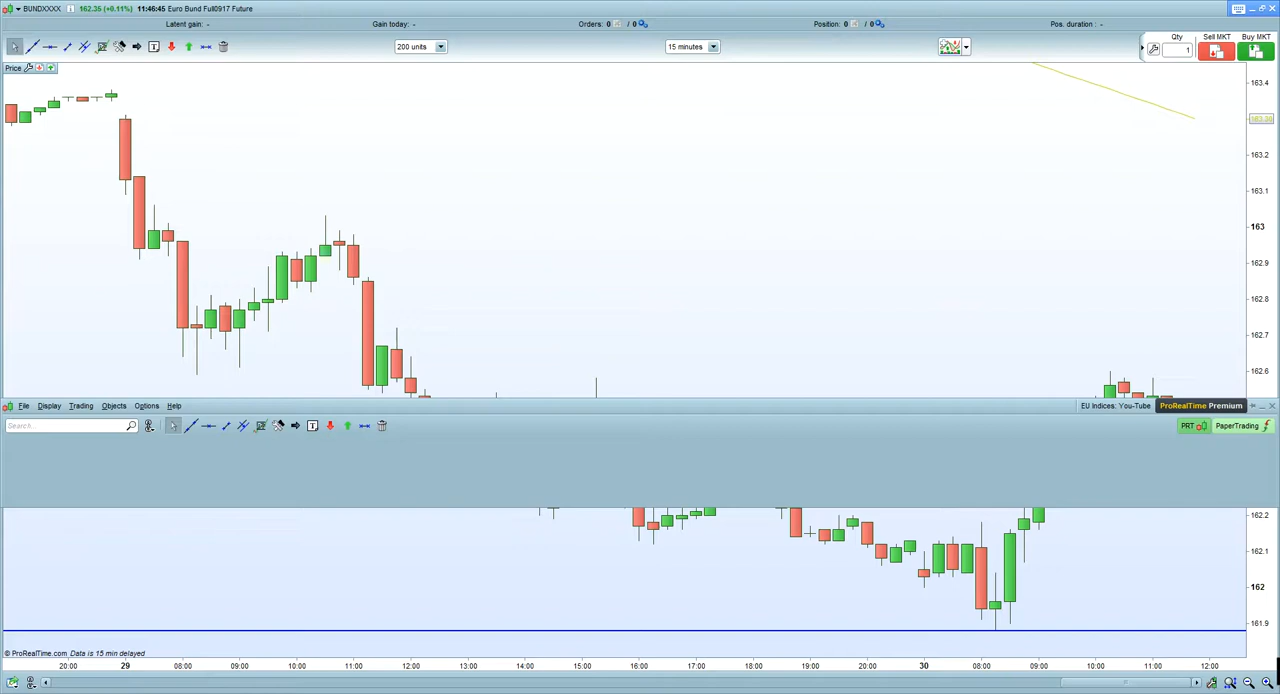 BUNDXXXX 162.35 (+0.11%) 11:46:45 Euro Bund Full0917 Future
Latent gain: - Gain today: - Orders: 0 / 0 Position: 0 / 0 Pos. duration : -
200 units 15 minutes Qty Sell MKT Buy MKT
1
Price
163.4
163.30
163.2
163.1
163
162.9
162.8
162.7
162.6
File Display Trading Objects Options Help EU Indices: You-Tube ProRealTime Premium
Search... PRT PaperTrading
162.2
162.1
162
161.9
© ProRealTime.com Data is 15 min delayed
20:00 29 08:00 09:00 10:00 11:00 12:00 13:00 14:00 15:00 16:00 17:00 18:00 19:00 20:00 30 08:00 09:00 10:00 11:00 12:00